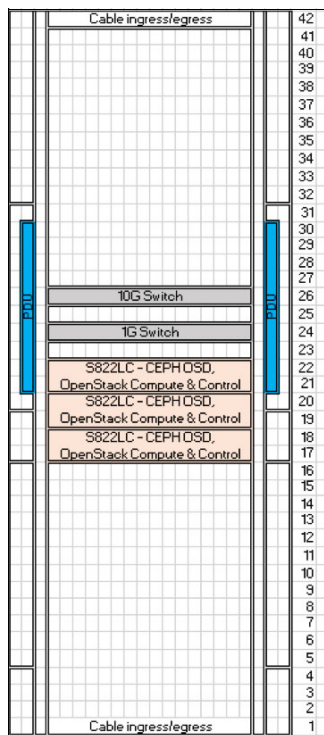 Cable ingress/egress 42
41
40
39
38
37
36
35
34
33
32
31
30
29
28
27
10G Switch 26
PDU PDU
25
1G Switch 24
23
S822LC - CEPH OSD, 22
OpenStack Compute & Control 21
S822LC - CEPH OSD, 20
OpenStack Compute & Control 19
S822LC - CEPH OSD, 18
OpenStack Compute & Control 17
16
15
14
13
12
11
10
9
8
7
6
5
4
3
2
Cable ingress/egress 1